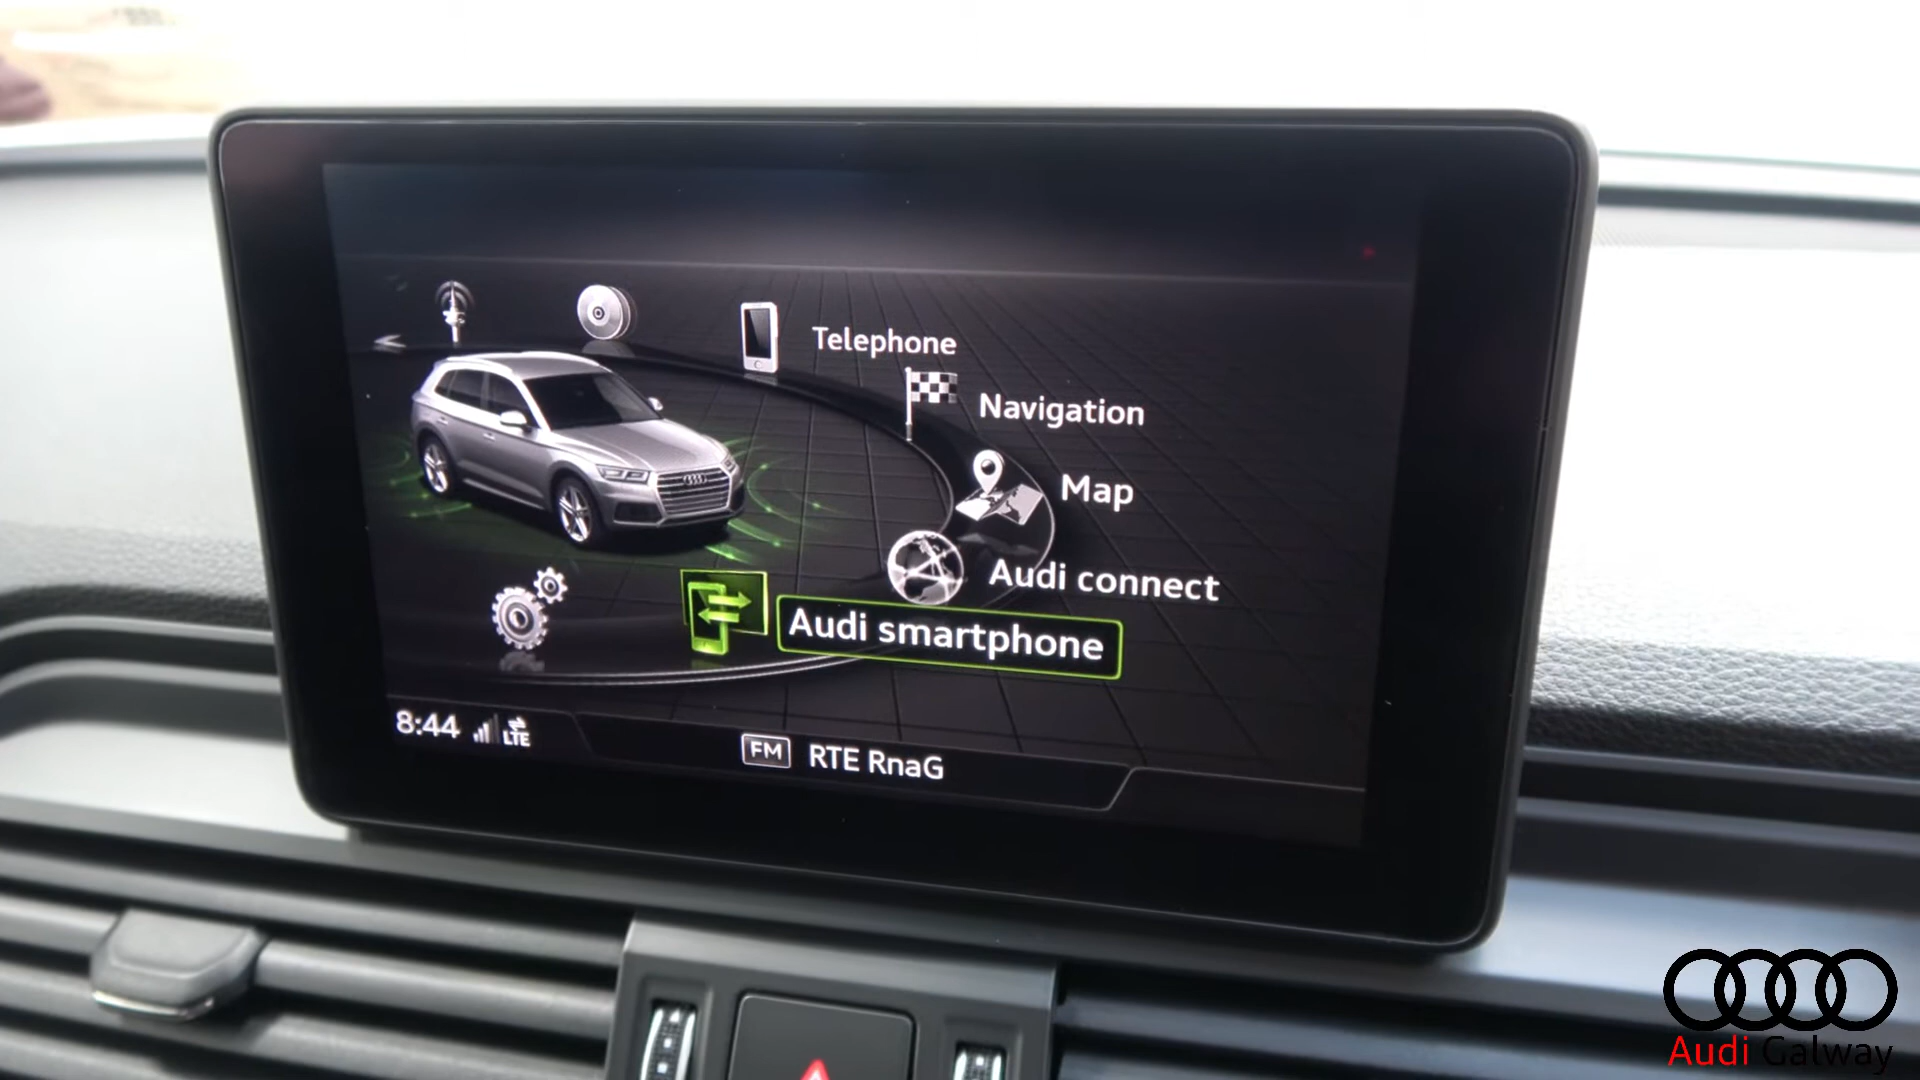 Telephone
Navigation
Map
Audi connect
Audi smartphone
8:44 LTE
FM RTE RnaG
Audi Galway